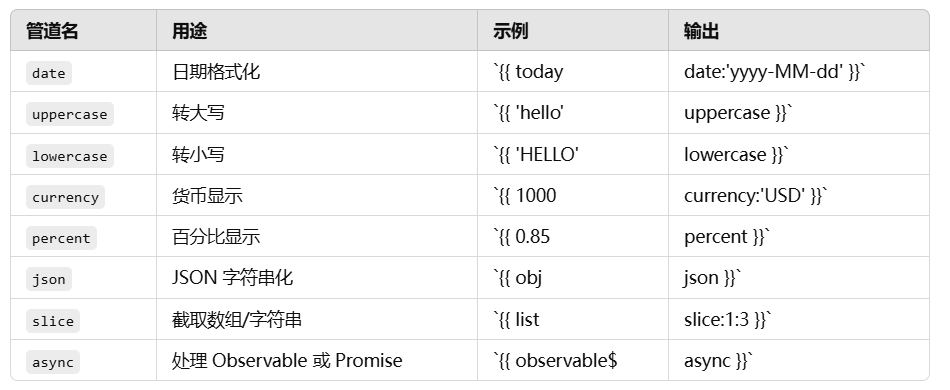 管道名 用途 示例 输出
date 日期格式化 `{{ today date:'yyyy-MM-dd' }}`
uppercase 转大写 `{{ 'hello' uppercase }}`
lowercase 转小写 `{{ 'HELLO' lowercase }}`
currency 货币显示 `{{ 1000 currency:'USD' }}`
percent 百分比显示 `{{ 0.85 percent }}`
json JSON 字符串化 `{{ obj json }}`
slice 截取数组/字符串 `{{ list slice:1:3 }}`
async 处理 Observable 或 Promise `{{ observable$ async }}`